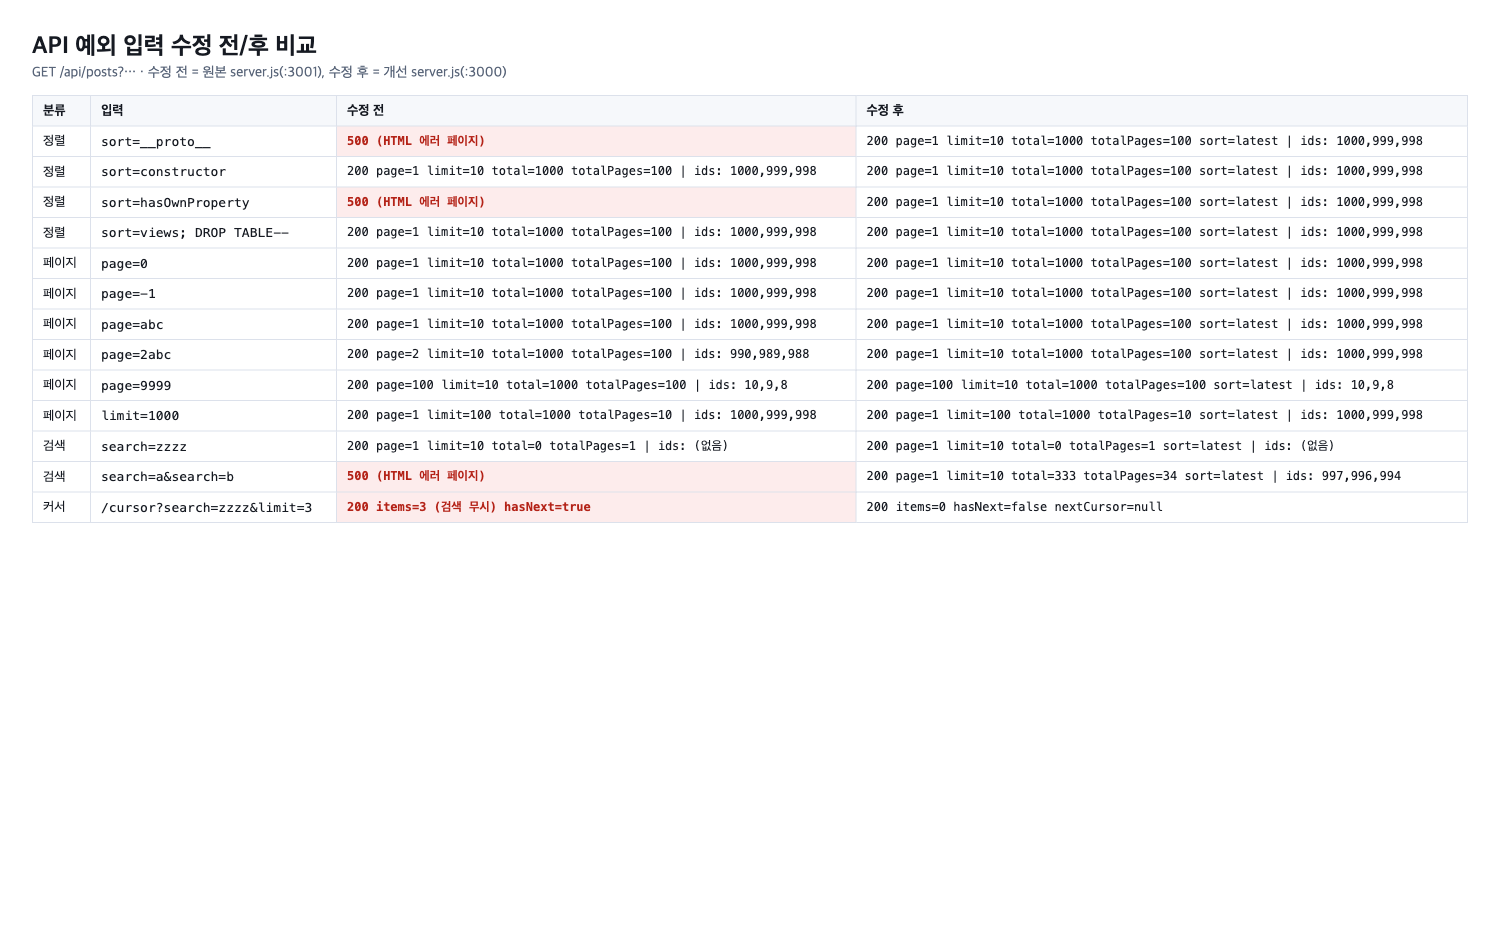 API 예외 입력 수정 전/후 비교
GET /api/posts?⋯ · 수정 전 = 원본 server.js(:3001), 수정 후 = 개선 server.js(:3000)
분류 입력 수정 전 수정 후
정렬 sort=__proto__ 500 (HTML 에러 페이지) 200 page=1 limit=10 total=1000 totalPages=100 sort=latest | ids: 1000,999,998
정렬 sort=constructor 200 page=1 limit=10 total=1000 totalPages=100 | ids: 1000,999,998 200 page=1 limit=10 total=1000 totalPages=100 sort=latest | ids: 1000,999,998
정렬 sort=hasOwnProperty 500 (HTML 에러 페이지) 200 page=1 limit=10 total=1000 totalPages=100 sort=latest | ids: 1000,999,998
정렬 sort=views; DROP TABLE-- 200 page=1 limit=10 total=1000 totalPages=100 | ids: 1000,999,998 200 page=1 limit=10 total=1000 totalPages=100 sort=latest | ids: 1000,999,998
페이지 page=0 200 page=1 limit=10 total=1000 totalPages=100 | ids: 1000,999,998 200 page=1 limit=10 total=1000 totalPages=100 sort=latest | ids: 1000,999,998
페이지 page=-1 200 page=1 limit=10 total=1000 totalPages=100 | ids: 1000,999,998 200 page=1 limit=10 total=1000 totalPages=100 sort=latest | ids: 1000,999,998
페이지 page=abc 200 page=1 limit=10 total=1000 totalPages=100 | ids: 1000,999,998 200 page=1 limit=10 total=1000 totalPages=100 sort=latest | ids: 1000,999,998
페이지 page=2abc 200 page=2 limit=10 total=1000 totalPages=100 | ids: 990,989,988 200 page=1 limit=10 total=1000 totalPages=100 sort=latest | ids: 1000,999,998
페이지 page=9999 200 page=100 limit=10 total=1000 totalPages=100 | ids: 10,9,8 200 page=100 limit=10 total=1000 totalPages=100 sort=latest | ids: 10,9,8
페이지 limit=1000 200 page=1 limit=100 total=1000 totalPages=10 | ids: 1000,999,998 200 page=1 limit=100 total=1000 totalPages=10 sort=latest | ids: 1000,999,998
검색 search=zzzz 200 page=1 limit=10 total=0 totalPages=1 | ids: (없음) 200 page=1 limit=10 total=0 totalPages=1 sort=latest | ids: (없음)
검색 search=a&search=b 500 (HTML 에러 페이지) 200 page=1 limit=10 total=333 totalPages=34 sort=latest | ids: 997,996,994
커서 /cursor?search=zzzz&limit=3 200 items=3 (검색 무시) hasNext=true 200 items=0 hasNext=false nextCursor=null